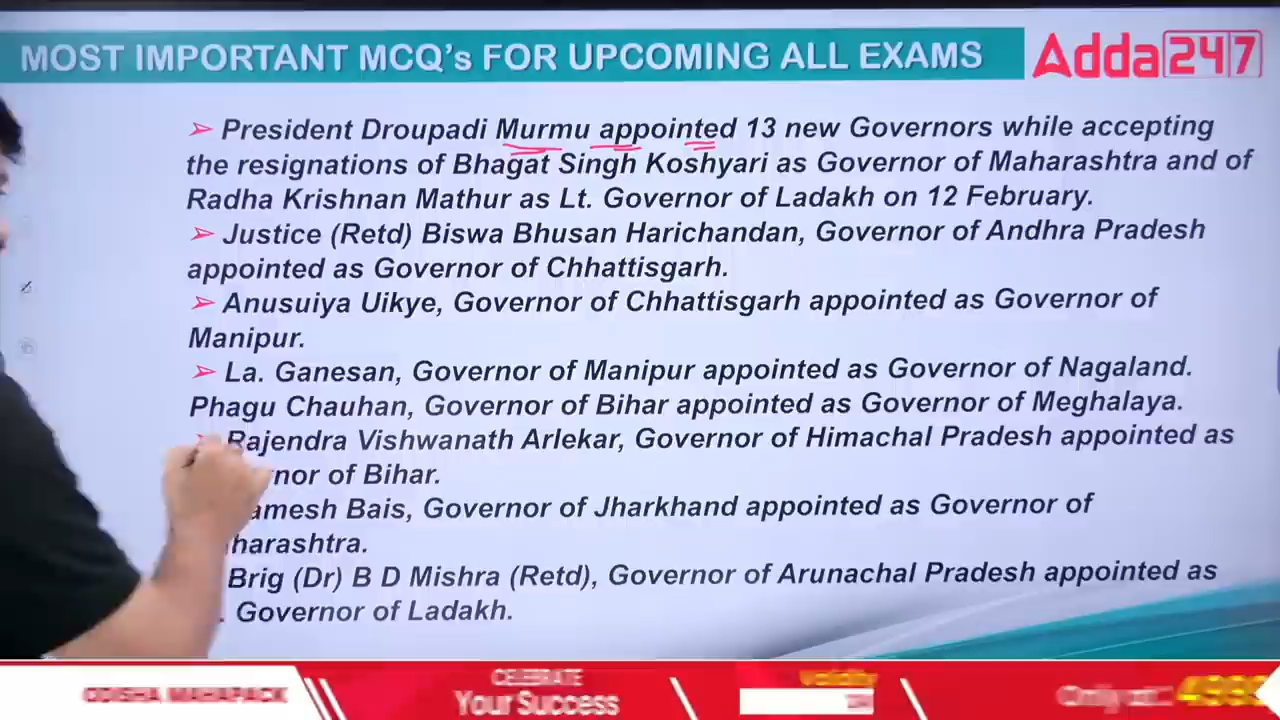 MOST IMPORTANT MCQ's FOR UPCOMING ALL EXAMS
Adda247
➢ President Droupadi Murmu appointed 13 new Governors while accepting
the resignations of Bhagat Singh Koshyari as Governor of Maharashtra and of
Radha Krishnan Mathur as Lt. Governor of Ladakh on 12 February.
➢ Justice (Retd) Biswa Bhusan Harichandan, Governor of Andhra Pradesh
appointed as Governor of Chhattisgarh.
➢ Anusuiya Uikye, Governor of Chhattisgarh appointed as Governor of
Manipur.
➢ La. Ganesan, Governor of Manipur appointed as Governor of Nagaland.
Phagu Chauhan, Governor of Bihar appointed as Governor of Meghalaya.
Rajendra Vishwanath Arlekar, Governor of Himachal Pradesh appointed as
rnor of Bihar.
amesh Bais, Governor of Jharkhand appointed as Governor of
harashtra.
Brig (Dr) B D Mishra (Retd), Governor of Arunachal Pradesh appointed as
. Governor of Ladakh.
ODISHA MAHAPACK
CELEBRATE
Your Success
Validity
Only at: